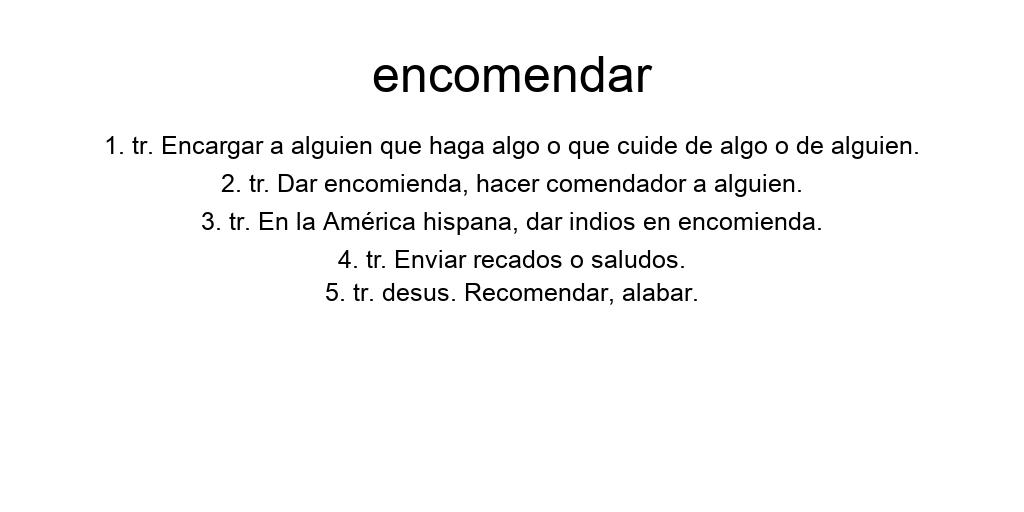 encomendar
1. tr. Encargar a alguien que haga algo o que cuide de algo o de alguien.
2. tr. Dar encomienda, hacer comendador a alguien.
3. tr. En la América hispana, dar indios en encomienda.
4. tr. Enviar recados o saludos.
5. tr. desus. Recomendar, alabar.